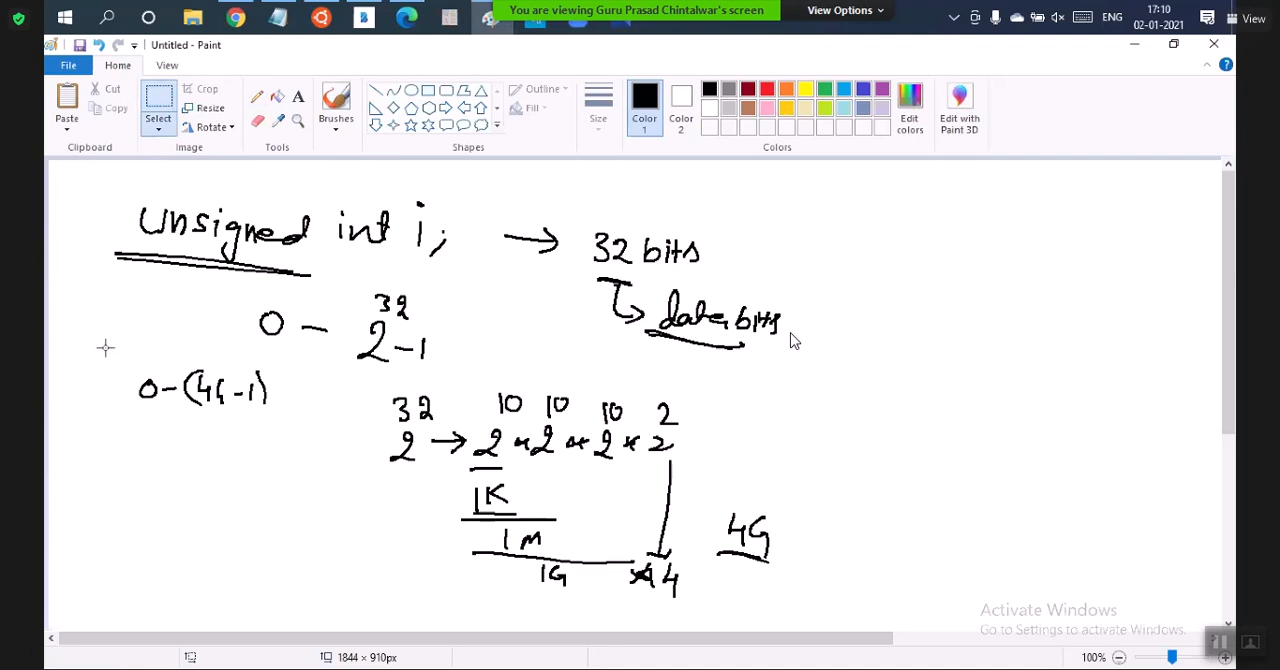 You are viewing Guru Prasad Chintalwar's screen
View Options
ENG
17:10
02-01-2021
View
Untitled - Paint
File
Home
View
Paste
Cut
Copy
Clipboard
Select
Crop
Resize
Rotate
Image
A
Tools
Brushes
Outline
Fill
Shapes
Size
Color 1
Color 2
Edit colors
Colors
Edit with Paint 3D
unsigned int i; → 32 bits
data bits
0 - 2^32 - 1
0 - (4G - 1)
2^32 → 2^10 * 2^10 * 2^10 * 2^2
1K
1M
1G * 4
4G
Activate Windows
Go to Settings to activate Windows.
1844 × 910px
100%